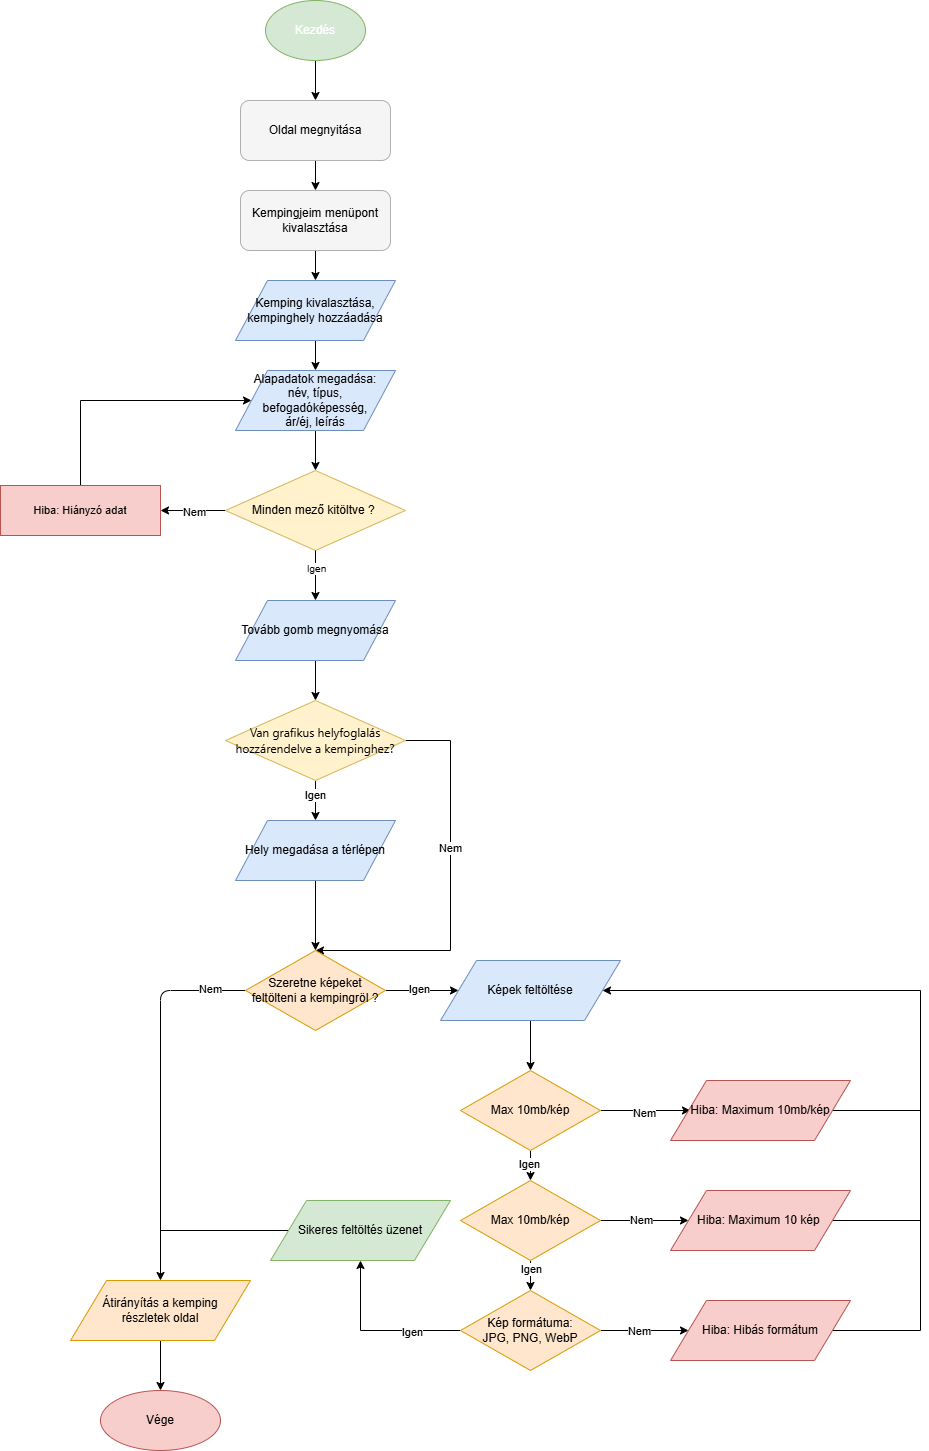 Kezdés
Oldal megnyitása
Kempingjeim menüpont
kivalasztása
Kemping kivalasztása,
kempinghely hozzáadása
Alapadatok megadása:
név, típus,
befogadóképesség,
ár/éj, leírás
Hiba: Hiányzó adat
Nem
Minden mező kitöltve ?
Igen
Tovább gomb megnyomása
Van grafikus helyfoglalás
hozzárendelve a kempinghez?
Igen
Hely megadása a térlépen
Nem
Nem
Szeretne képeket
feltölteni a kempingröl ?
Igen
Képek feltöltése
Max 10mb/kép
Nem
Hiba: Maximum 10mb/kép
Igen
Sikeres feltöltés üzenet
Max 10mb/kép
Nem
Hiba: Maximum 10 kép
Igen
Átirányítás a kemping
részletek oldal
Igen
Kép formátuma:
JPG, PNG, WebP
Nem
Hiba: Hibás formátum
Vége